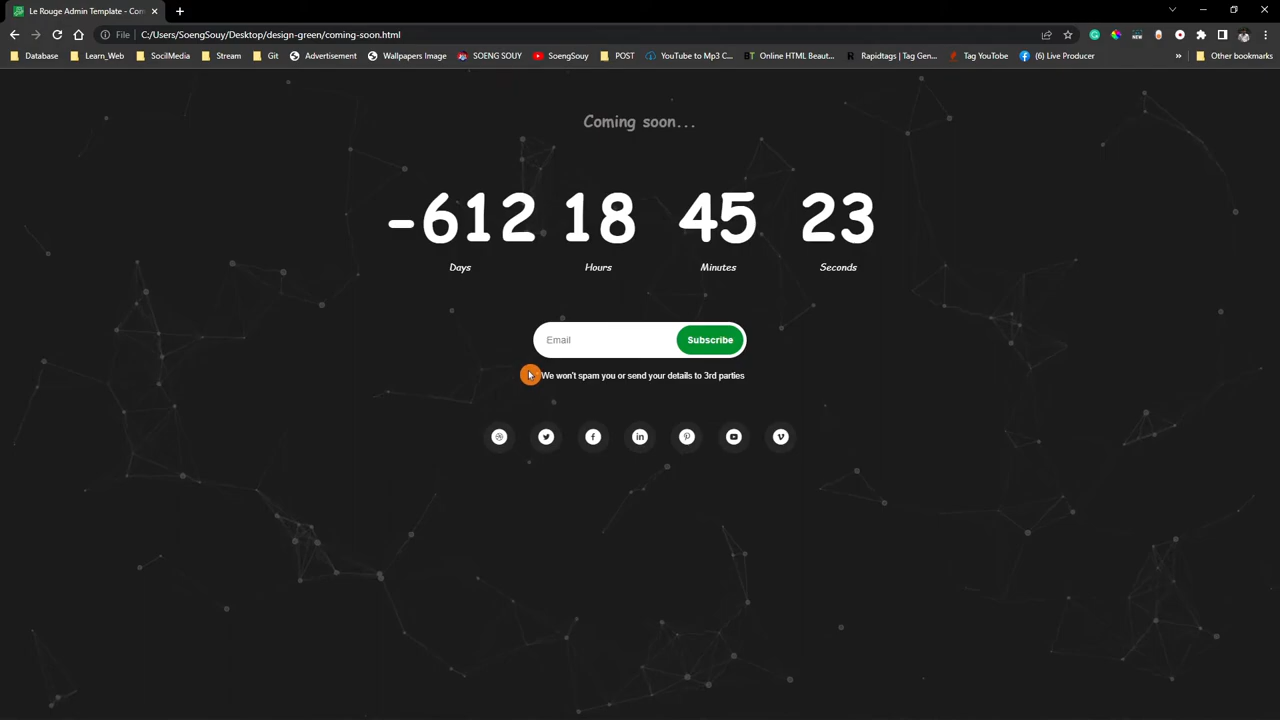 Le Rouge Admin Template - Com
File
C:/Users/SoengSouy/Desktop/design-green/coming-soon.html
Database
Learn_Web
SocilMedia
Stream
Git
Advertisement
Wallpapers Image
SOENG SOUY
SoengSouy
POST
YouTube to Mp3 C...
Online HTML Beaut...
Rapidtags | Tag Gen...
Tag YouTube
(6) Live Producer
»
Other bookmarks
Coming soon...
-612 18 45 23
Days Hours Minutes Seconds
Email Subscribe
We won't spam you or send your details to 3rd parties